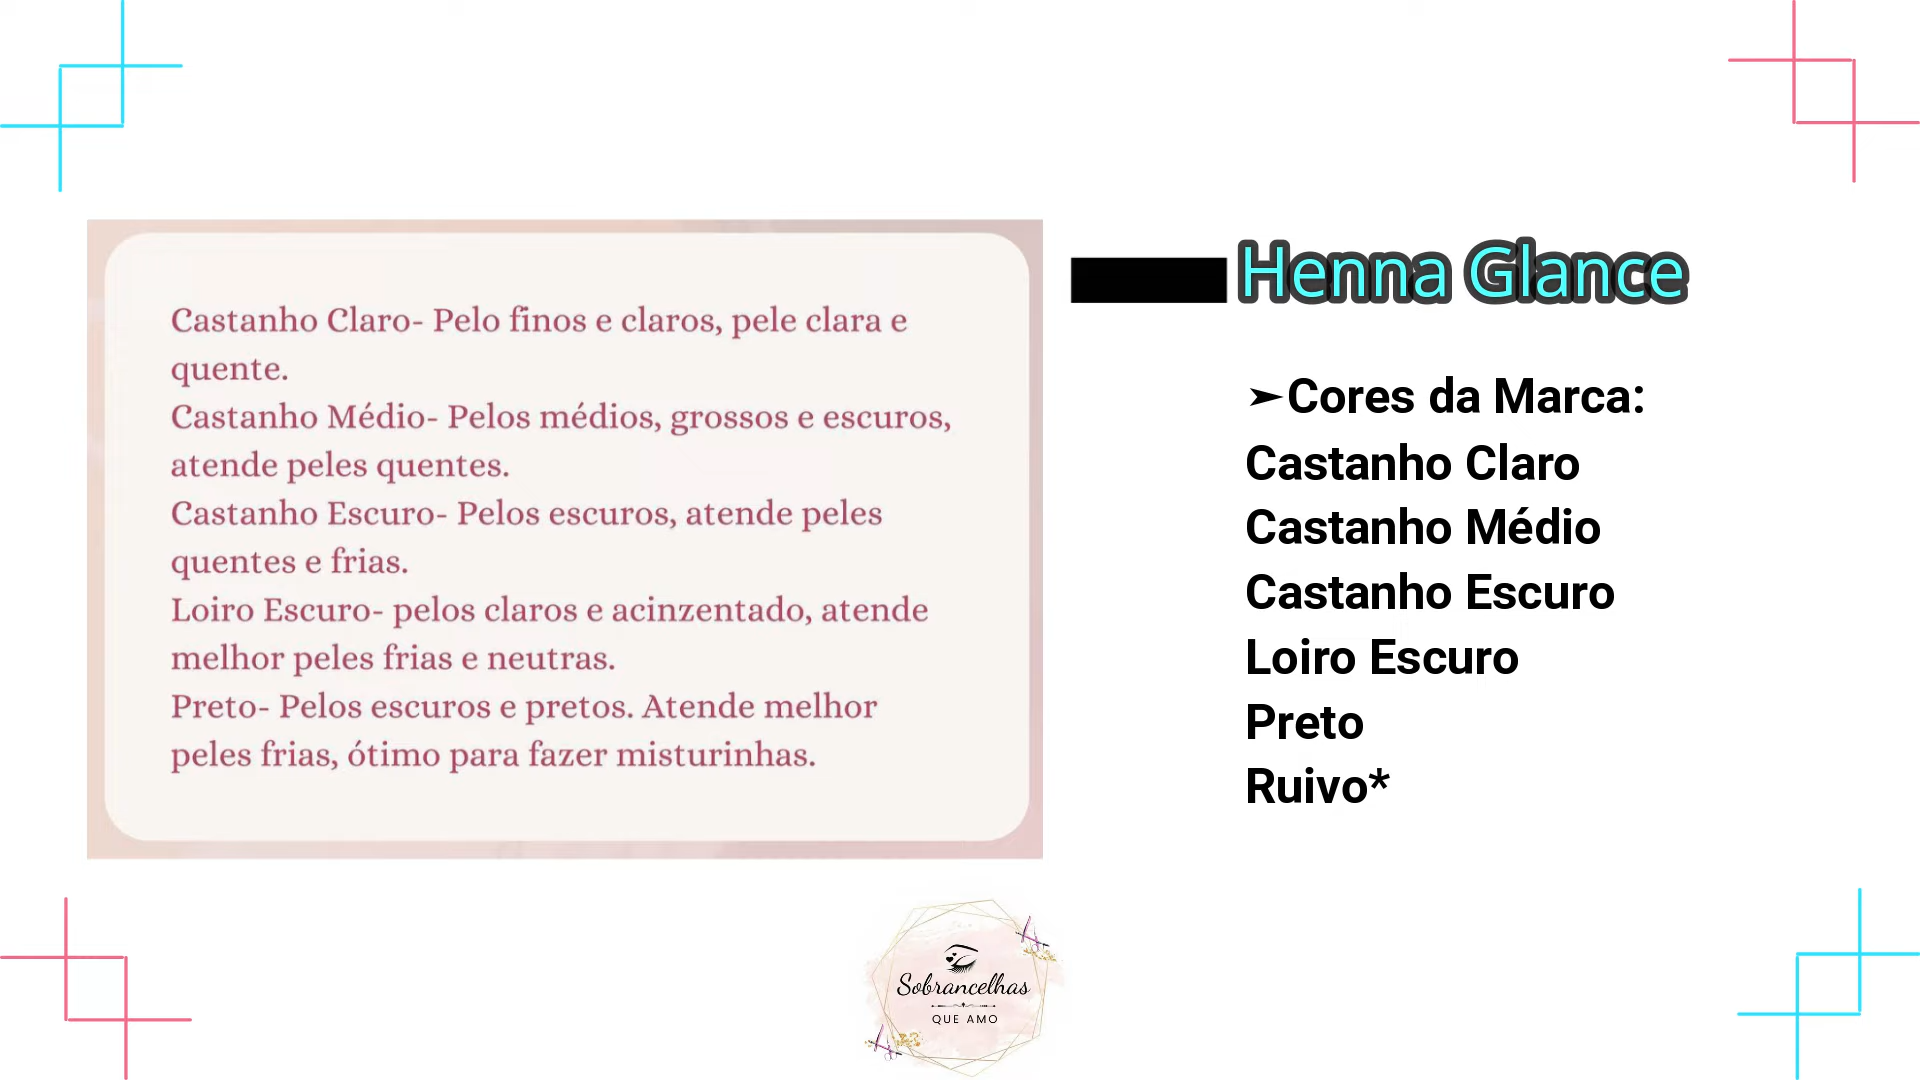 Castanho Claro- Pelo finos e claros, pele clara e
quente.
Castanho Médio- Pelos médios, grossos e escuros,
atende peles quentes.
Castanho Escuro- Pelos escuros, atende peles
quentes e frias.
Loiro Escuro- pelos claros e acinzentado, atende
melhor peles frias e neutras.
Preto- Pelos escuros e pretos. Atende melhor
peles frias, ótimo para fazer misturinhas.
Henna Glance
➢Cores da Marca:
Castanho Claro
Castanho Médio
Castanho Escuro
Loiro Escuro
Preto
Ruivo*
Sobrancelhas
QUE AMO